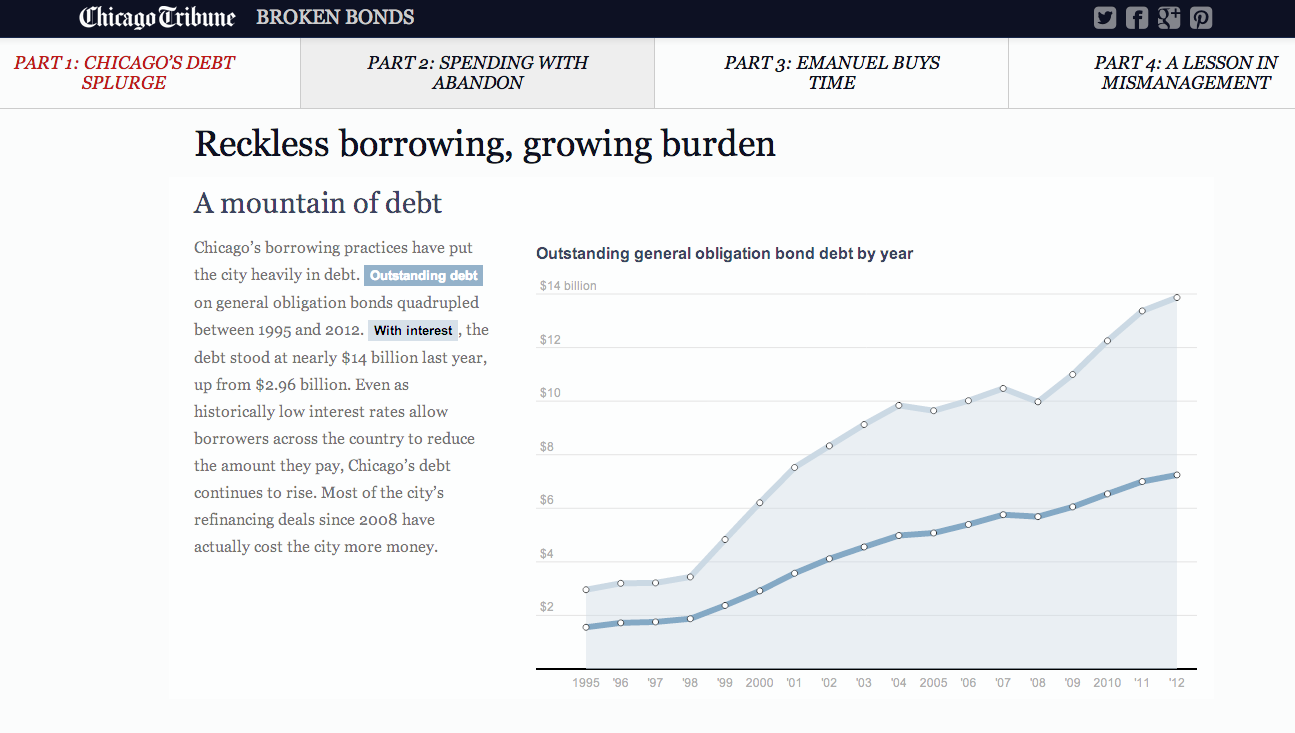 Chicago Tribune BROKEN BONDS
PART 1: CHICAGO'S DEBT
SPLURGE
PART 2: SPENDING WITH
ABANDON
PART 3: EMANUEL BUYS
TIME
PART 4: A LESSON IN
MISMANAGEMENT
Reckless borrowing, growing burden
A mountain of debt
Chicago's borrowing practices have put
the city heavily in debt. Outstanding debt
on general obligation bonds quadrupled
between 1995 and 2012. With interest, the
debt stood at nearly $14 billion last year,
up from $2.96 billion. Even as
historically low interest rates allow
borrowers across the country to reduce
the amount they pay, Chicago's debt
continues to rise. Most of the city's
refinancing deals since 2008 have
actually cost the city more money.
Outstanding general obligation bond debt by year
$14 billion
$12
$10
$8
$6
$4
$2
1995 '96 '97 '98 '99 2000 '01 '02 '03 '04 2005 '06 '07 '08 '09 2010 '11 '12